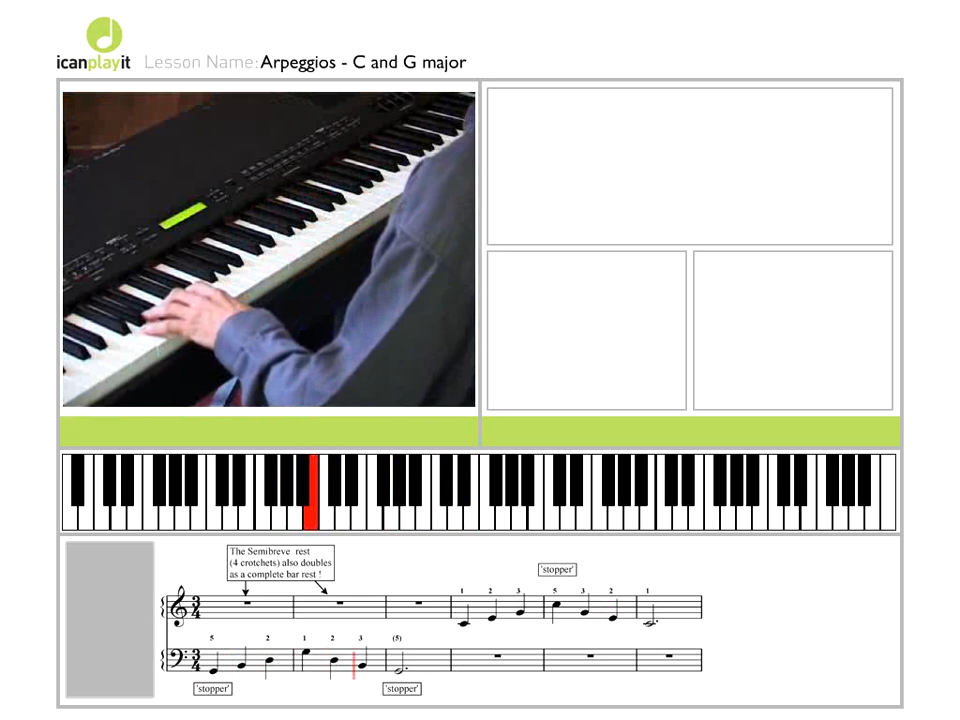 icanplayit
Lesson Name: Arpeggios - C and G major
The Semibreve rest
(4 crotchets) also doubles
as a complete bar rest !
'stopper'
1 2 3 5 3 2 1
3
4
5 2 1 2 3 (5)
3
4
'stopper' 'stopper'